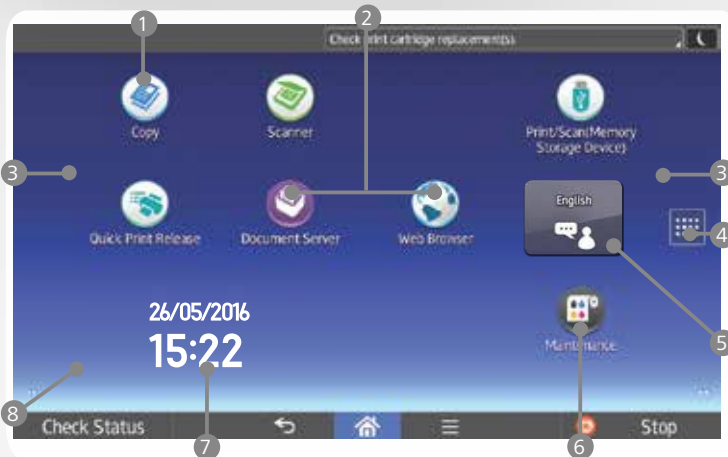 1
2
Check print cartridge replacement(s).
Copy
Scanner
Print/Scan(Memory
Storage Device)
3
3
Quick Print Release
Document Server
Web Browser
English
4
5
26/05/2016
15:22
Maintenance
8
Check Status
7
6
Stop